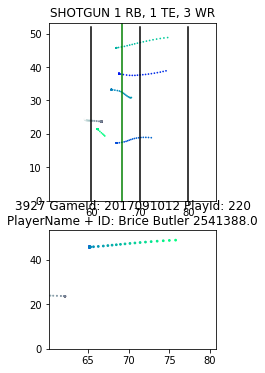 SHOTGUN 1 RB, 1 TE, 3 WR
50
40
30
20
10
0
60 70 80
3927 GameId: 2017091012 PlayId: 220
PlayerName + ID: Brice Butler 2541388.0
40
20
0
65 70 75 80